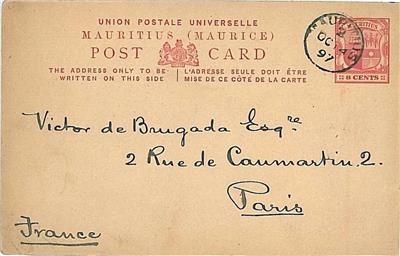 UNION POSTALE UNIVERSELLE
MAURITIUS (MAURICE)
POST CARD
THE ADDRESS ONLY TO BE WRITTEN ON THIS SIDE
L'ADRESSE SEULE DOIT ÊTRE MISE DE CE CÔTÉ DE LA CARTE
MAURITIUS
OC
97
MAURITIUS
8 CENTS
Victor de Brugada Esqre.
2 Rue de Caumartin. 2.
Paris
France